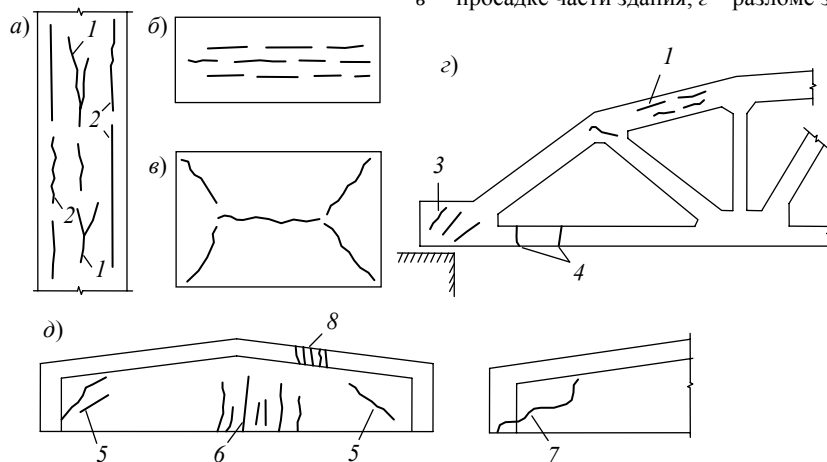 в – просадке части здания; г – разломе з
а)
1
2
2
1
б)
в)
г)
1
3
4
д)
8
5
6
5
7